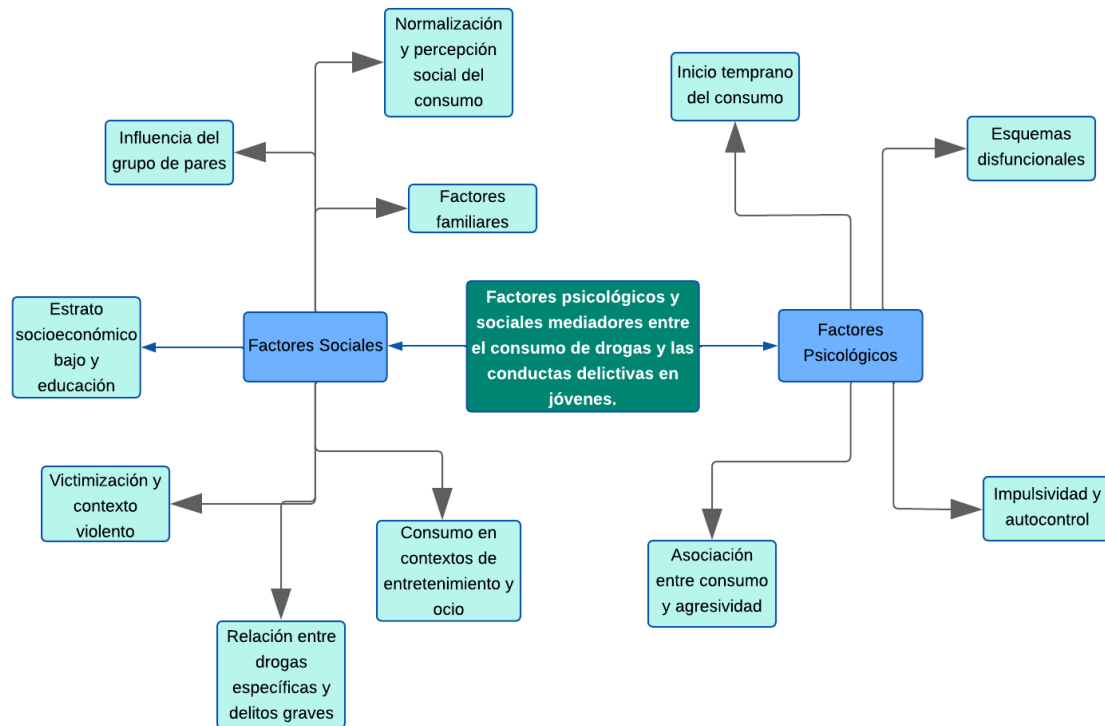 Normalización
y percepción
social del
consumo
Inicio temprano
del consumo
Influencia del
grupo de pares
Esquemas
disfuncionales
Factores
familiares
Estrato
socioeconómico
bajo y
educación
Factores Sociales
Factores psicológicos y
sociales mediadores entre
el consumo de drogas y las
conductas delictivas en
jóvenes.
Factores
Psicológicos
Victimización y
contexto
violento
Impulsividad y
autocontrol
Consumo en
contextos de
entretenimiento y
ocio
Asociación
entre consumo
y agresividad
Relación entre
drogas
específicas y
delitos graves